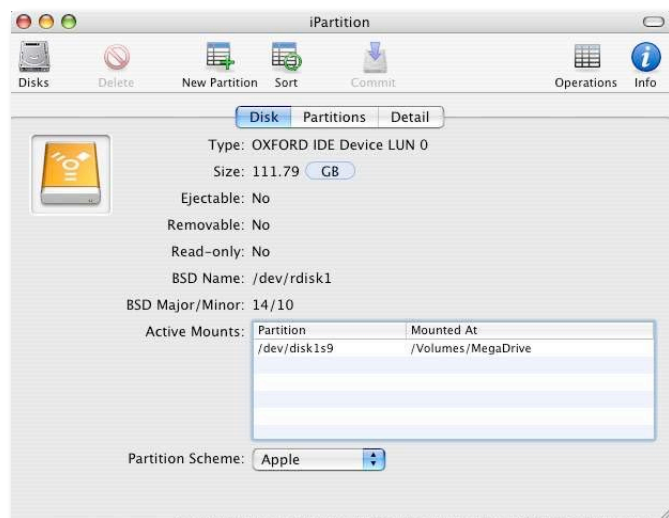 iPartition
Disks Delete New Partition Sort Commit Operations Info
Disk Partitions Detail
Type: OXFORD IDE Device LUN 0
Size: 111.79 GB
Ejectable: No
Removable: No
Read-only: No
BSD Name: /dev/rdisk1
BSD Major/Minor: 14/10
Active Mounts: Partition Mounted At
/dev/disk1s9 /Volumes/MegaDrive
Partition Scheme: Apple